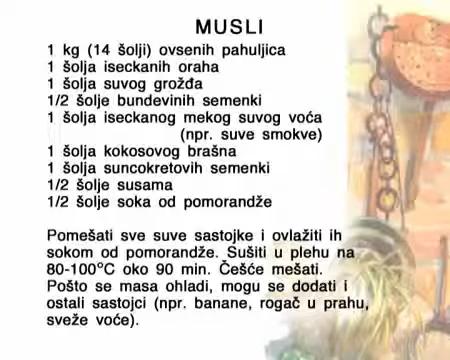 MUSLI
1 kg (14 šolji) ovsenih pahuljica
1 šolja iseckanih oraha
1 šolja suvog grožđa
1/2 šolje bundevinih semenki
1 šolja iseckanog mekog suvog voća
(npr. suve smokve)
1 šolja kokosovog brašna
1 šolja suncokretovih semenki
1/2 šolje susama
1/2 šolje soka od pomorandže
Pomešati sve suve sastojke i ovlažiti ih
sokom od pomorandže. Sušiti u plehu na
80-100°C oko 90 min. Češće mešati.
Pošto se masa ohladi, mogu se dodati i
ostali sastojci (npr. banane, rogač u prahu,
sveže voće).